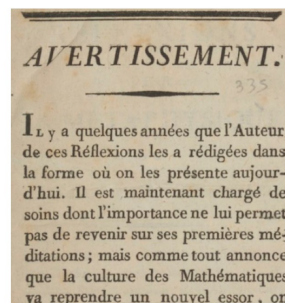 AVERTISSEMENT.
335
IL y a quelques années que l'Auteur
de ces Réflexions les a rédigées dans
la forme où on les présente aujour-
d'hui. Il est maintenant chargé de
soins dont l'importance ne lui permet
pas de revenir sur ses premières mé-
ditations; mais comme tout annonce
que la culture des Mathématiques
va reprendre un nouvel essor, on